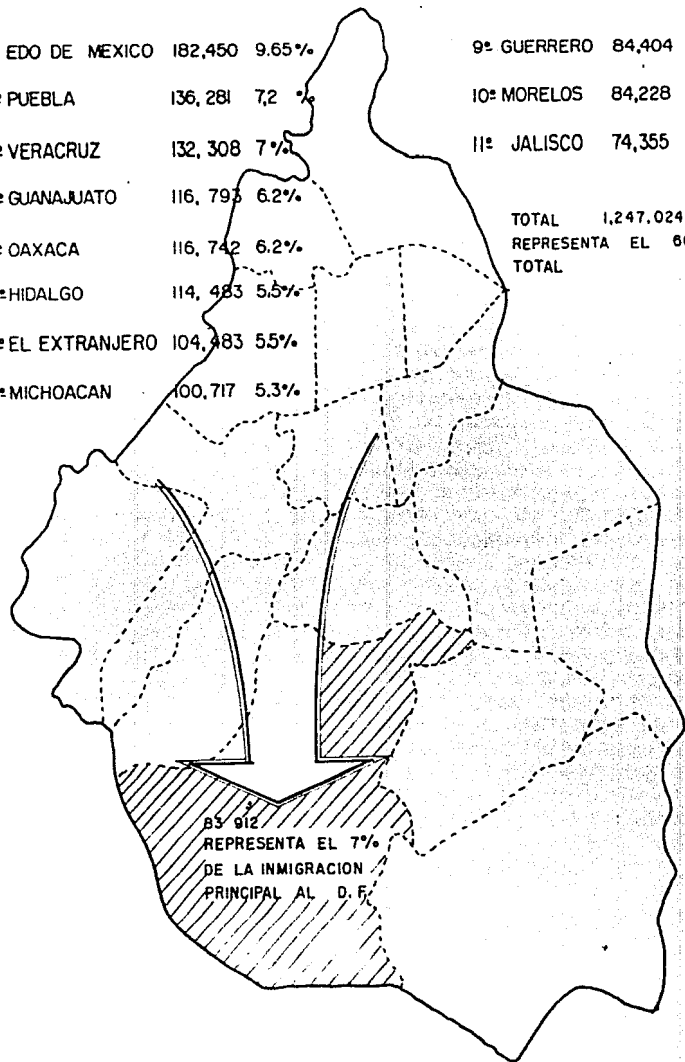 EDO DE MEXICO 182,450 9.65%
PUEBLA 136,281 7,2 %
VERACRUZ 132,308 7%
GUANAJUATO 116,793 6.2%
OAXACA 116,742 6.2%
HIDALGO 114,483 5.5%
EL EXTRANJERO 104,483 5.5%
MICHOACAN 100,717 5.3%
9º GUERRERO 84,404
10º MORELOS 84,228
11º JALISCO 74,355
TOTAL 1,247.024
REPRESENTA EL
TOTAL
83 912
REPRESENTA EL 7%
DE LA INMIGRACION
PRINCIPAL AL D.F.